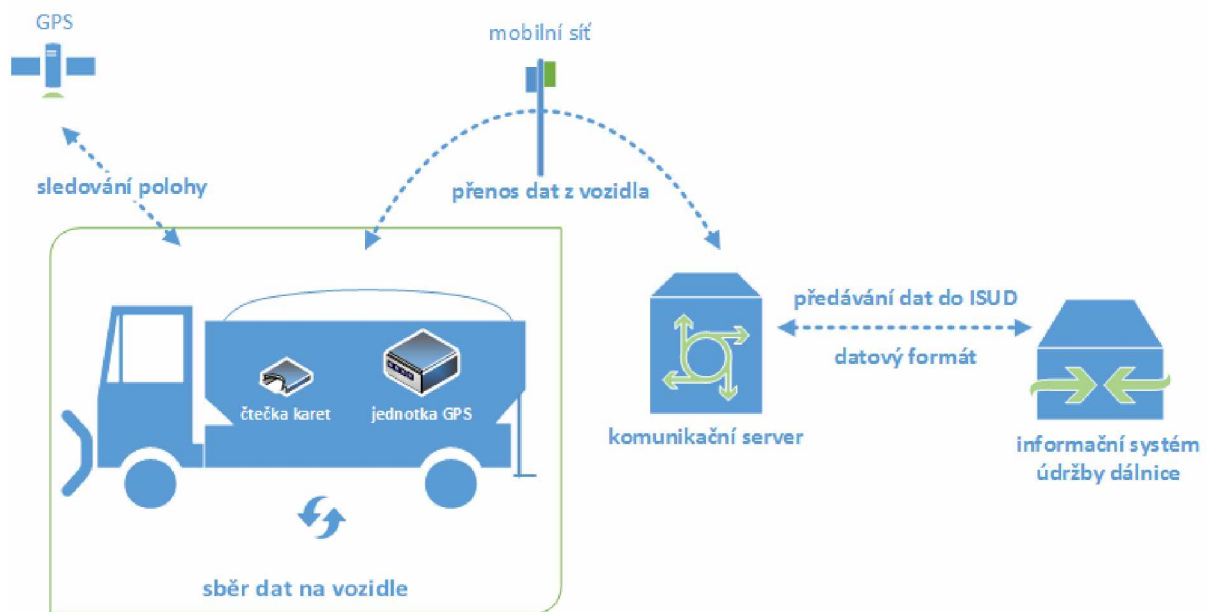 GPS
mobilní síť
sledování polohy
přenos dat z vozidla
předávání dat do ISUD
datový formát
čtečka karet
jednotka GPS
komunikační server
informační systém
údržby dálnice
sběr dat na vozidle